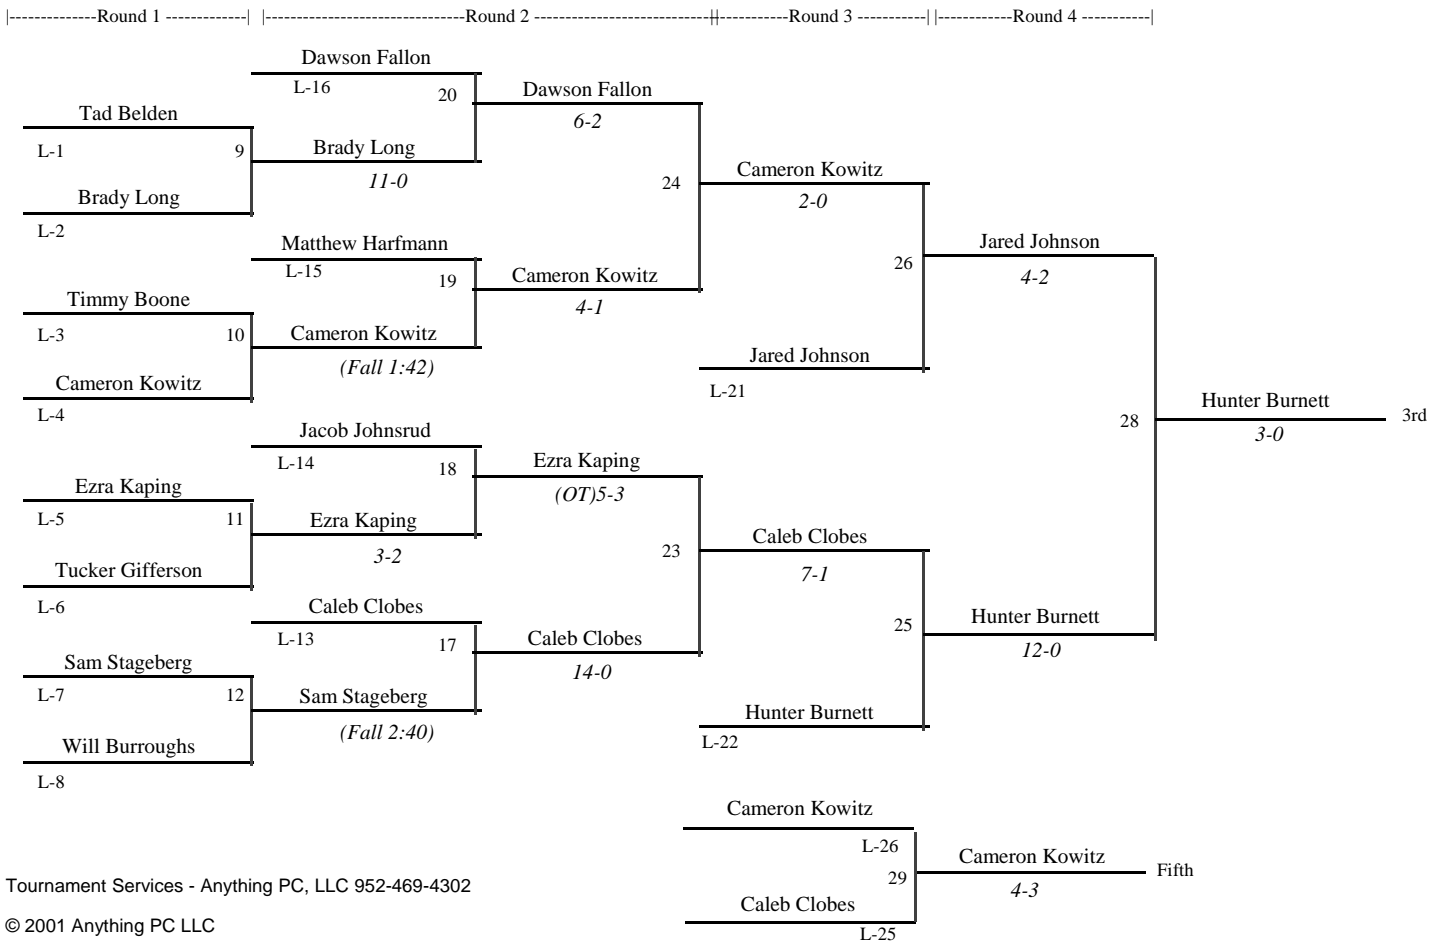 |-------------Round 1 -------------| |--------------------------------Round 2 ----------------------------||-----------Round 3 -----------| |------------Round 4 -----------|
Dawson Fallon
L-16
20
Dawson Fallon
6-2
Tad Belden
L-1
9
Brady Long
11-0
Brady Long
L-2
24
Cameron Kowitz
2-0
Matthew Harfmann
L-15
19
Cameron Kowitz
4-1
Timmy Boone
L-3
10
Cameron Kowitz
(Fall 1:42)
Cameron Kowitz
L-4
26
Jared Johnson
4-2
Jared Johnson
L-21
Jacob Johnsrud
L-14
18
Ezra Kaping
(OT)5-3
Ezra Kaping
L-5
11
Ezra Kaping
3-2
Tucker Gifferson
L-6
23
Caleb Clobes
7-1
Caleb Clobes
L-13
17
Caleb Clobes
14-0
Sam Stageberg
L-7
12
Sam Stageberg
(Fall 2:40)
Will Burroughs
L-8
25
Hunter Burnett
12-0
Hunter Burnett
L-22
28
Hunter Burnett
3-0
3rd
Cameron Kowitz
L-26
29
Cameron Kowitz
4-3
Fifth
Caleb Clobes
L-25
Tournament Services - Anything PC, LLC 952-469-4302
© 2001 Anything PC LLC